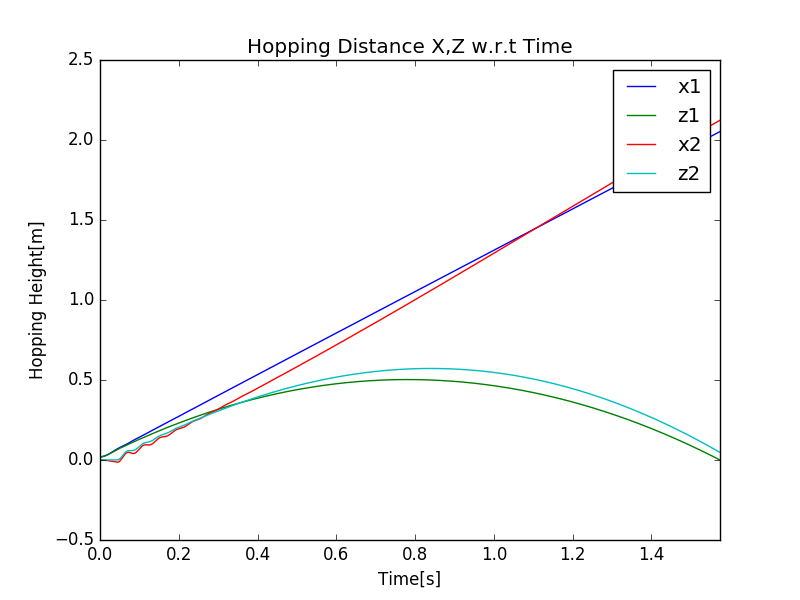 Hopping Distance X,Z w.r.t Time
2.5
2.0
1.5
1.0
0.5
0.0
−0.5
Hopping Height[m]
x1
z1
x2
z2
0.0 0.2 0.4 0.6 0.8 1.0 1.2 1.4
Time[s]